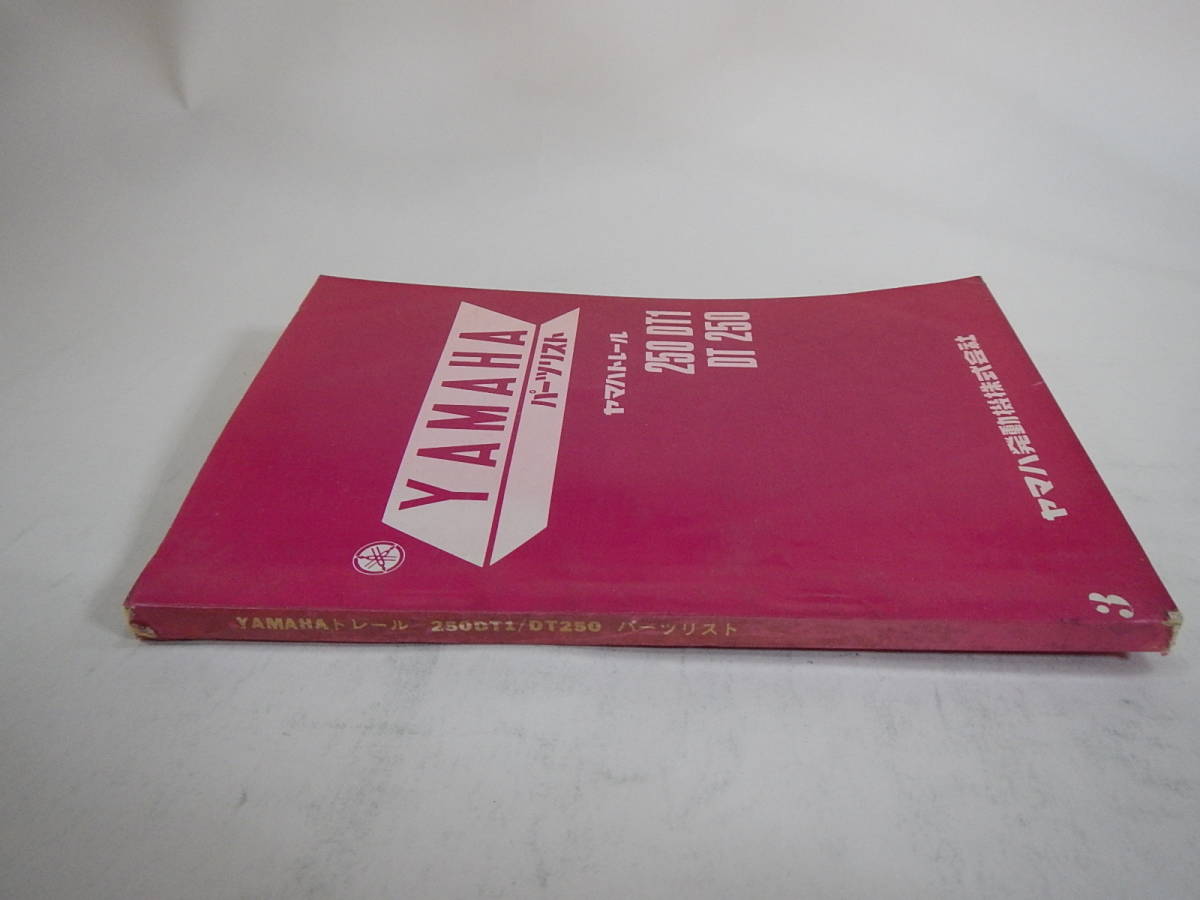 YAMAHA
パーツリスト
ヤマハトレール
250 DT1
DT 250
ヤマハ発動機株式会社
3
YAMAHAトレール 250DT1/DT250 パーツリスト